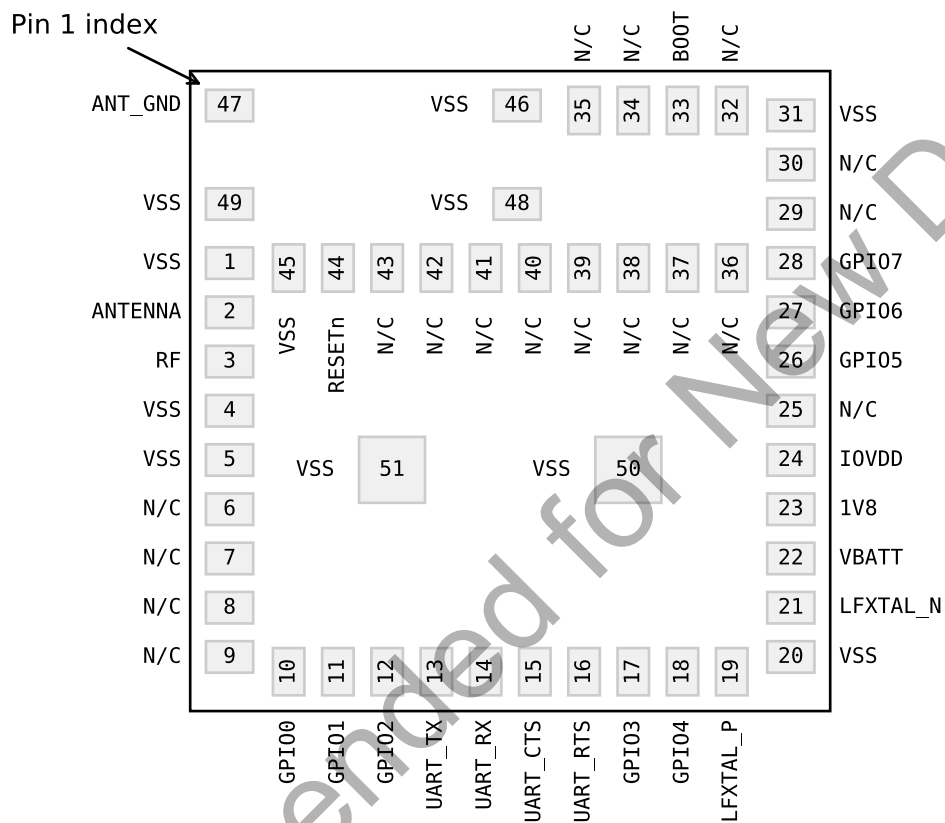 Pin 1 index
N/C
N/C
BOOT
N/C
ANT_GND 47
VSS 46
35
34
33
32
31 VSS
30 N/C
VSS 49
VSS 48
29 N/C
VSS 1
45
44
43
42
41
40
39
38
37
36
28 GPIO7
ANTENNA 2
27 GPIO6
VSS
RESETn
N/C
N/C
N/C
N/C
N/C
N/C
N/C
N/C
RF 3
26 GPIO5
VSS 4
25 N/C
VSS 5
VSS 51
VSS 50
24 IOVDD
N/C 6
23 1V8
N/C 7
22 VBATT
N/C 8
21 LFXTAL_N
N/C 9
20 VSS
10
11
12
13
14
15
16
17
18
19
GPIO0
GPIO1
GPIO2
UART_TX
UART_RX
UART_CTS
UART_RTS
GPIO3
GPIO4
LFXTAL_P
ended for New D